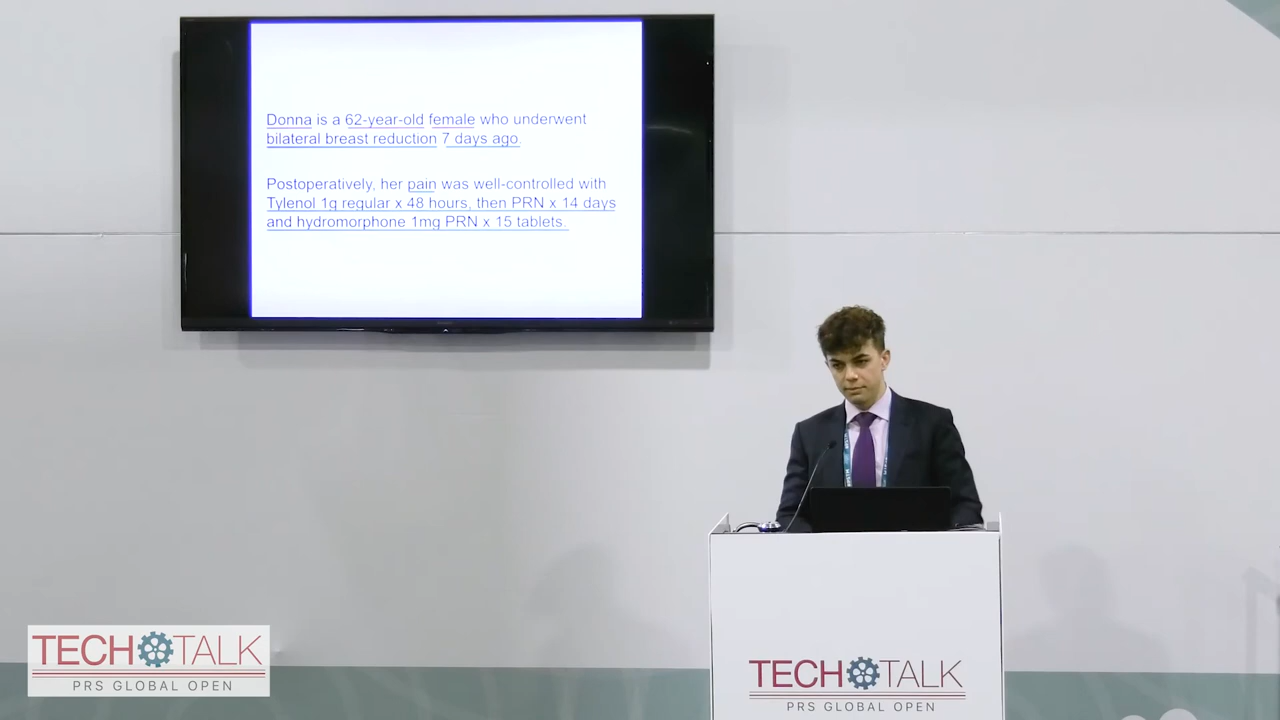 Donna is a 62-year-old female who underwent
bilateral breast reduction 7 days ago.
Postoperatively, her pain was well-controlled with
Tylenol 1g regular x 48 hours, then PRN x 14 days
and hydromorphone 1mg PRN x 15 tablets.
TECH TALK
PRS GLOBAL OPEN
TECH TALK
PRS GLOBAL OPEN